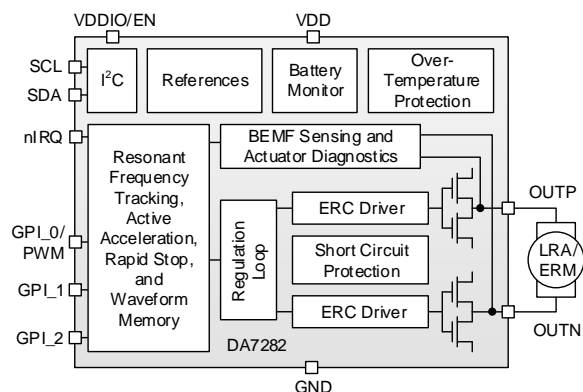 VDDIO/EN
VDD
SCL
SDA
I²C
References
Battery
Monitor
Over-
Temperature
Protection
nIRQ
GPI_0/
PWM
GPI_1
GPI_2
Resonant
Frequency
Tracking,
Active
Acceleration,
Rapid Stop,
and
Waveform
Memory
BEMF Sensing and
Actuator Diagnostics
Regulation
Loop
ERC Driver
Short Circuit
Protection
ERC Driver
OUTP
LRA/
ERM
OUTN
DA7282
GND